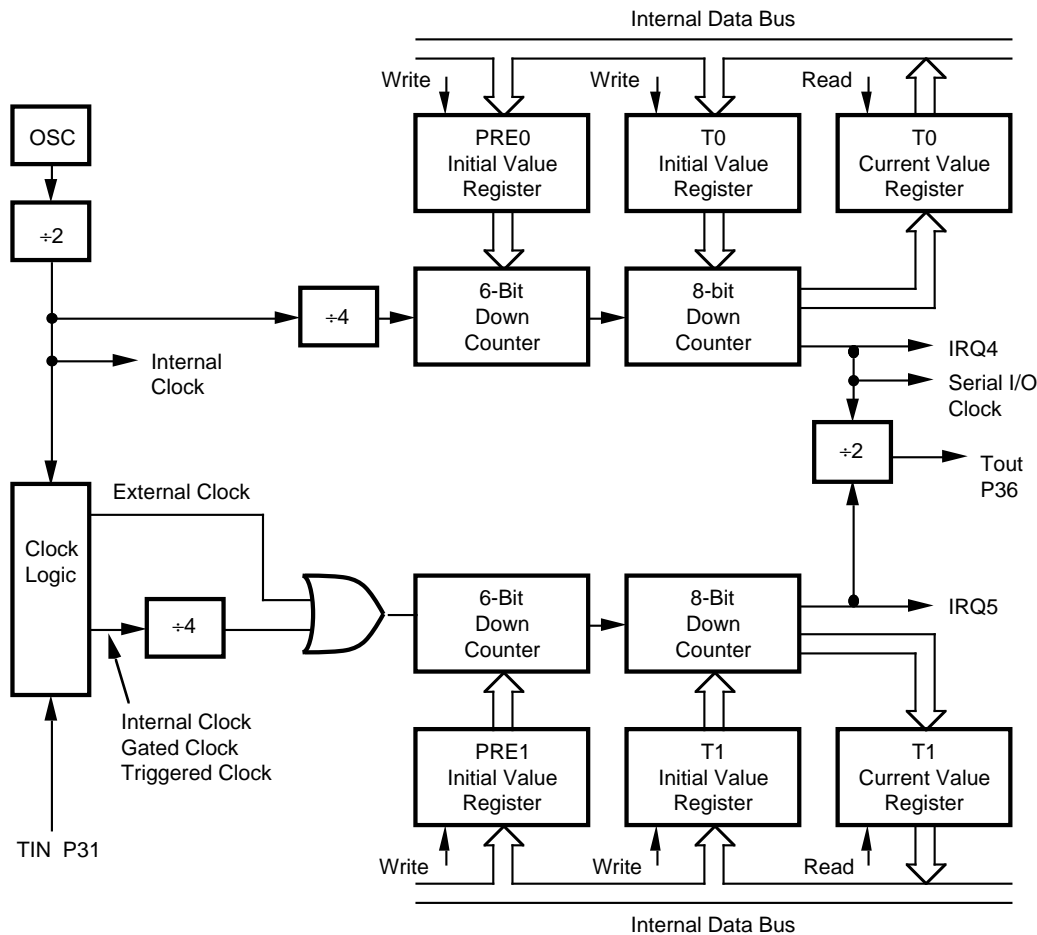 Internal Data Bus
Write
Write
Read
OSC
PRE0
Initial Value
Register
T0
Initial Value
Register
T0
Current Value
Register
÷2
÷4
6-Bit
Down
Counter
8-bit
Down
Counter
IRQ4
Internal
Clock
Serial I/O
Clock
÷2
Tout
P36
External Clock
Clock
Logic
÷4
6-Bit
Down
Counter
8-Bit
Down
Counter
IRQ5
Internal Clock
Gated Clock
Triggered Clock
PRE1
Initial Value
Register
T1
Initial Value
Register
T1
Current Value
Register
TIN P31
Write
Write
Read
Internal Data Bus